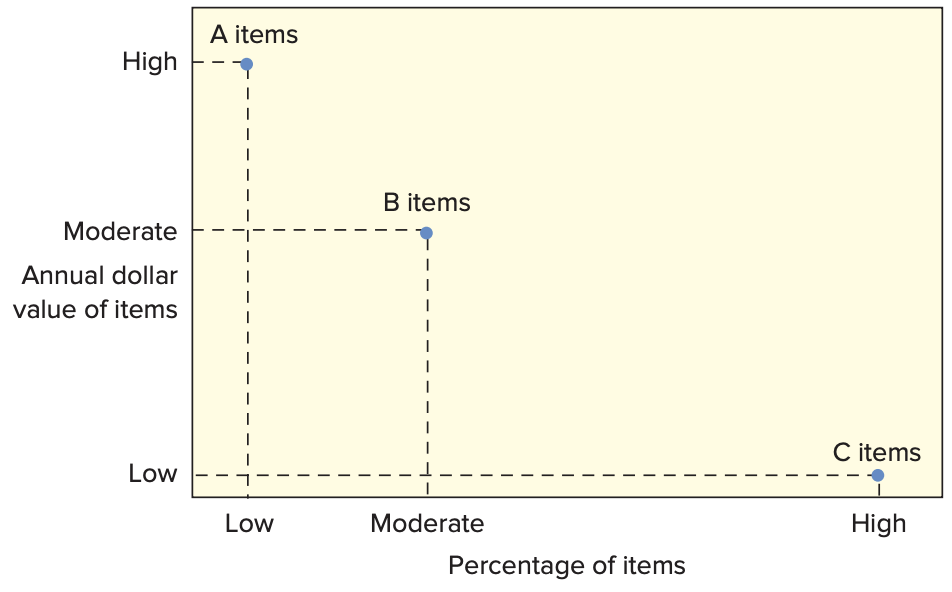 A items
High
B items
Moderate
Annual dollar
value of items
C items
Low
Low
Moderate
High
Percentage of items